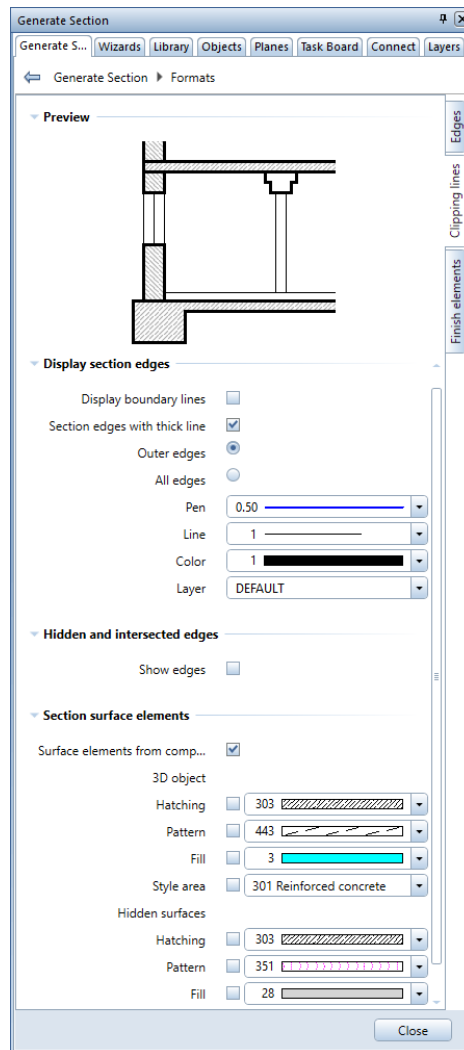 Generate Section
Generate S... Wizards Library Objects Planes Task Board Connect Layers
Generate Section Formats
Preview
Edges
Clipping lines
Finish elements
Display section edges
Display boundary lines
Section edges with thick line
Outer edges
All edges
Pen 0.50
Line 1
Color 1
Layer DEFAULT
Hidden and intersected edges
Show edges
Section surface elements
Surface elements from comp...
3D object
Hatching 303
Pattern 443
Fill 3
Style area 301 Reinforced concrete
Hidden surfaces
Hatching 303
Pattern 351
Fill 28
Close